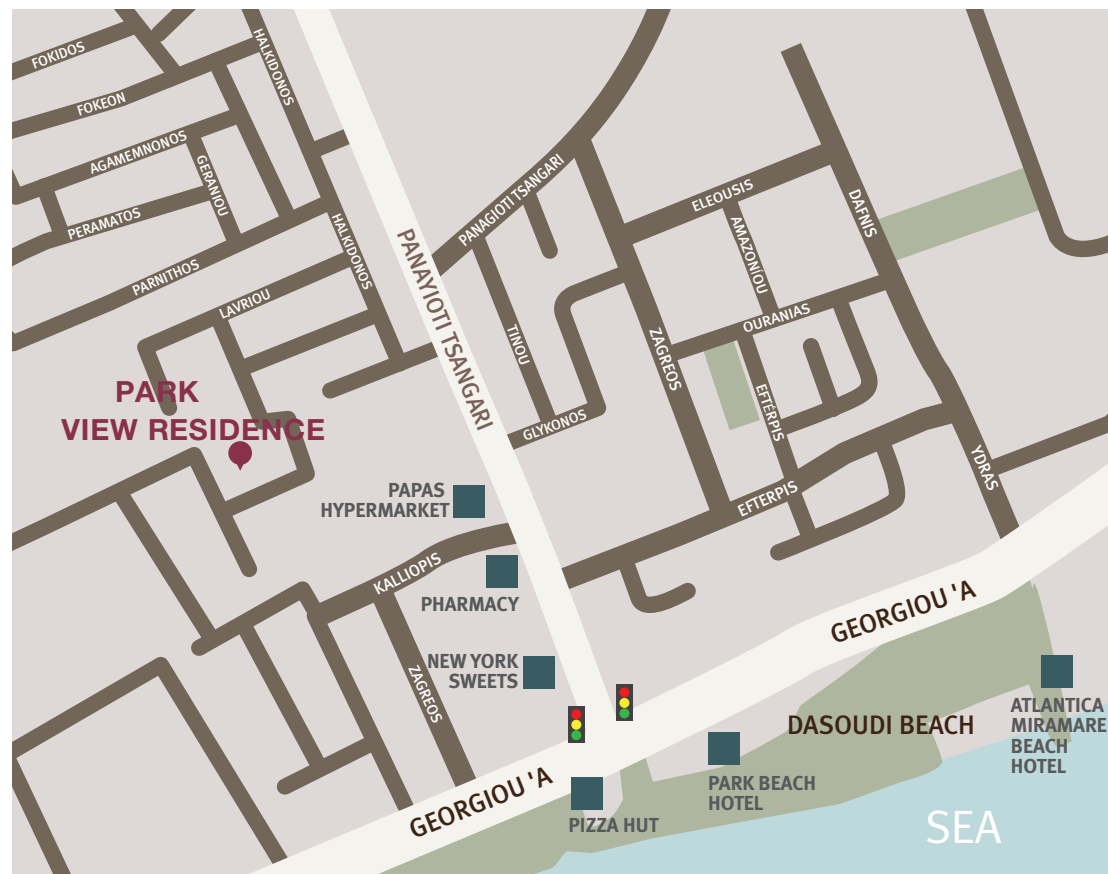 FOKIDOS
HALKIDONOS
FOKEON
AGAMEMNONOS
GERANIOU
PERAMATOS
PARNITHOS
HALKIDONOS
LAVRIOU
PANAGIOTI TSANGARI
PANAYIOTI TSANGARI
ELEOUSIS
DAFNIS
AMAZONÍOU
OURANIAS
TINOU
ZAGREOS
EFTÉRPIS
GLYKONOS
PARK
VIEW RESIDENCE
YDRAS
EFTERPIS
PAPAS
HYPERMARKET
KALLIOPIS
PHARMACY
GEORGIOU 'A
NEW YORK
SWEETS
ZAGREOS
ATLANTICA
MIRAMARE
BEACH
HOTEL
DASOUDI BEACH
PARK BEACH
HOTEL
GEORGIOU 'A
PIZZA HUT
SEA